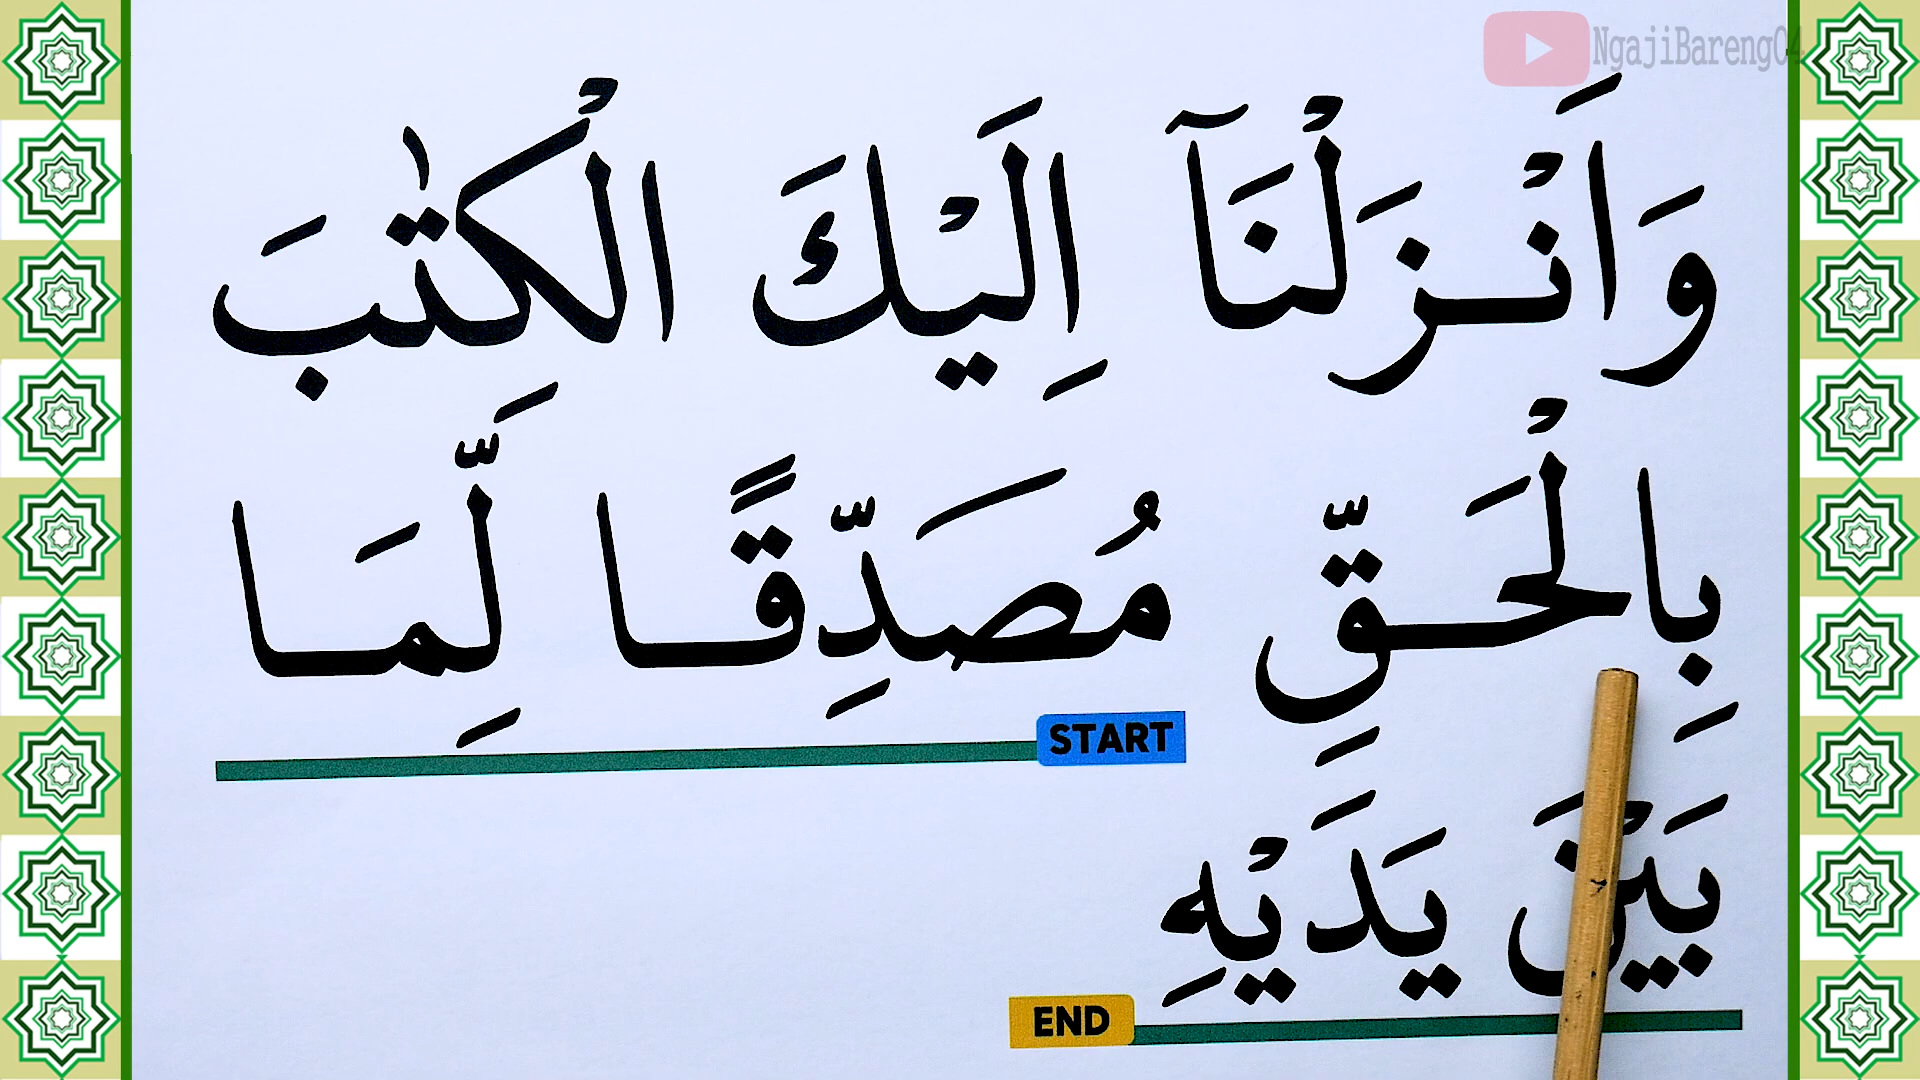 NgajiBareng04
وَاَنْزَلْنَآ اِلَيْكَ الْكِتٰبَ
بِالْحَقِّ مُصَدِّقًا لِّمَا
START
بَيْنَ يَدَيْهِ
END